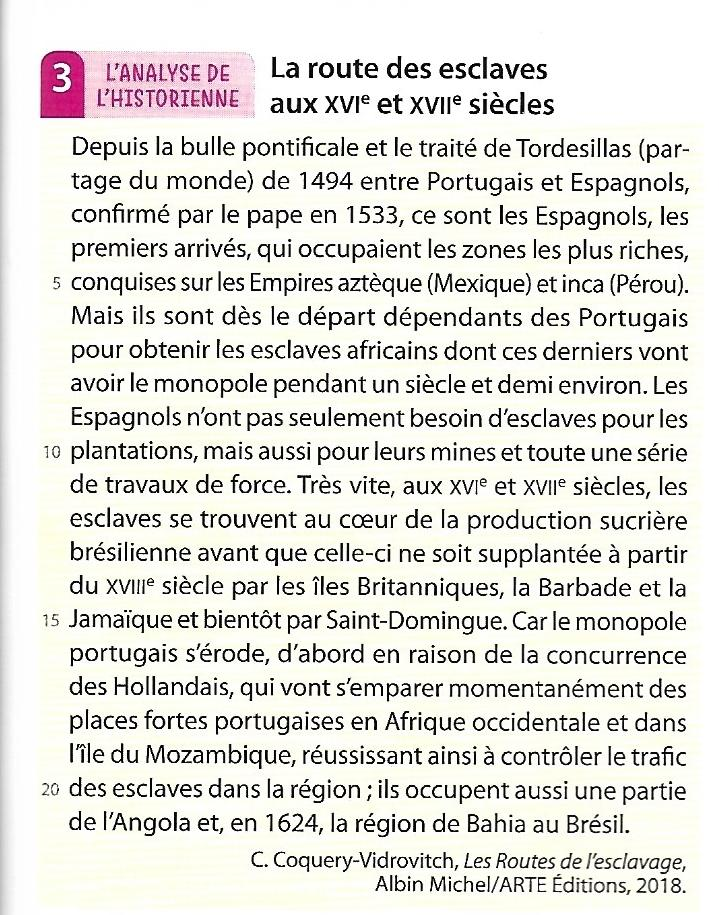 3 L'ANALYSE DE L'HISTORIENNE
La route des esclaves
aux XVIe et XVIIe siècles
Depuis la bulle pontificale et le traité de Tordesillas (par-
tage du monde) de 1494 entre Portugais et Espagnols,
confirmé par le pape en 1533, ce sont les Espagnols, les
premiers arrivés, qui occupaient les zones les plus riches,
5 conquises sur les Empires aztèque (Mexique) et inca (Pérou).
Mais ils sont dès le départ dépendants des Portugais
pour obtenir les esclaves africains dont ces derniers vont
avoir le monopole pendant un siècle et demi environ. Les
Espagnols n'ont pas seulement besoin d'esclaves pour les
10 plantations, mais aussi pour leurs mines et toute une série
de travaux de force. Très vite, aux XVIe et XVIIe siècles, les
esclaves se trouvent au cœur de la production sucrière
brésilienne avant que celle-ci ne soit supplantée à partir
du XVIIIe siècle par les îles Britanniques, la Barbade et la
15 Jamaïque et bientôt par Saint-Domingue. Car le monopole
portugais s'érode, d'abord en raison de la concurrence
des Hollandais, qui vont s'emparer momentanément des
places fortes portugaises en Afrique occidentale et dans
l'île du Mozambique, réussissant ainsi à contrôler le trafic
20 des esclaves dans la région ; ils occupent aussi une partie
de l'Angola et, en 1624, la région de Bahia au Brésil.
C. Coquery-Vidrovitch, Les Routes de l'esclavage,
Albin Michel/ARTE Éditions, 2018.